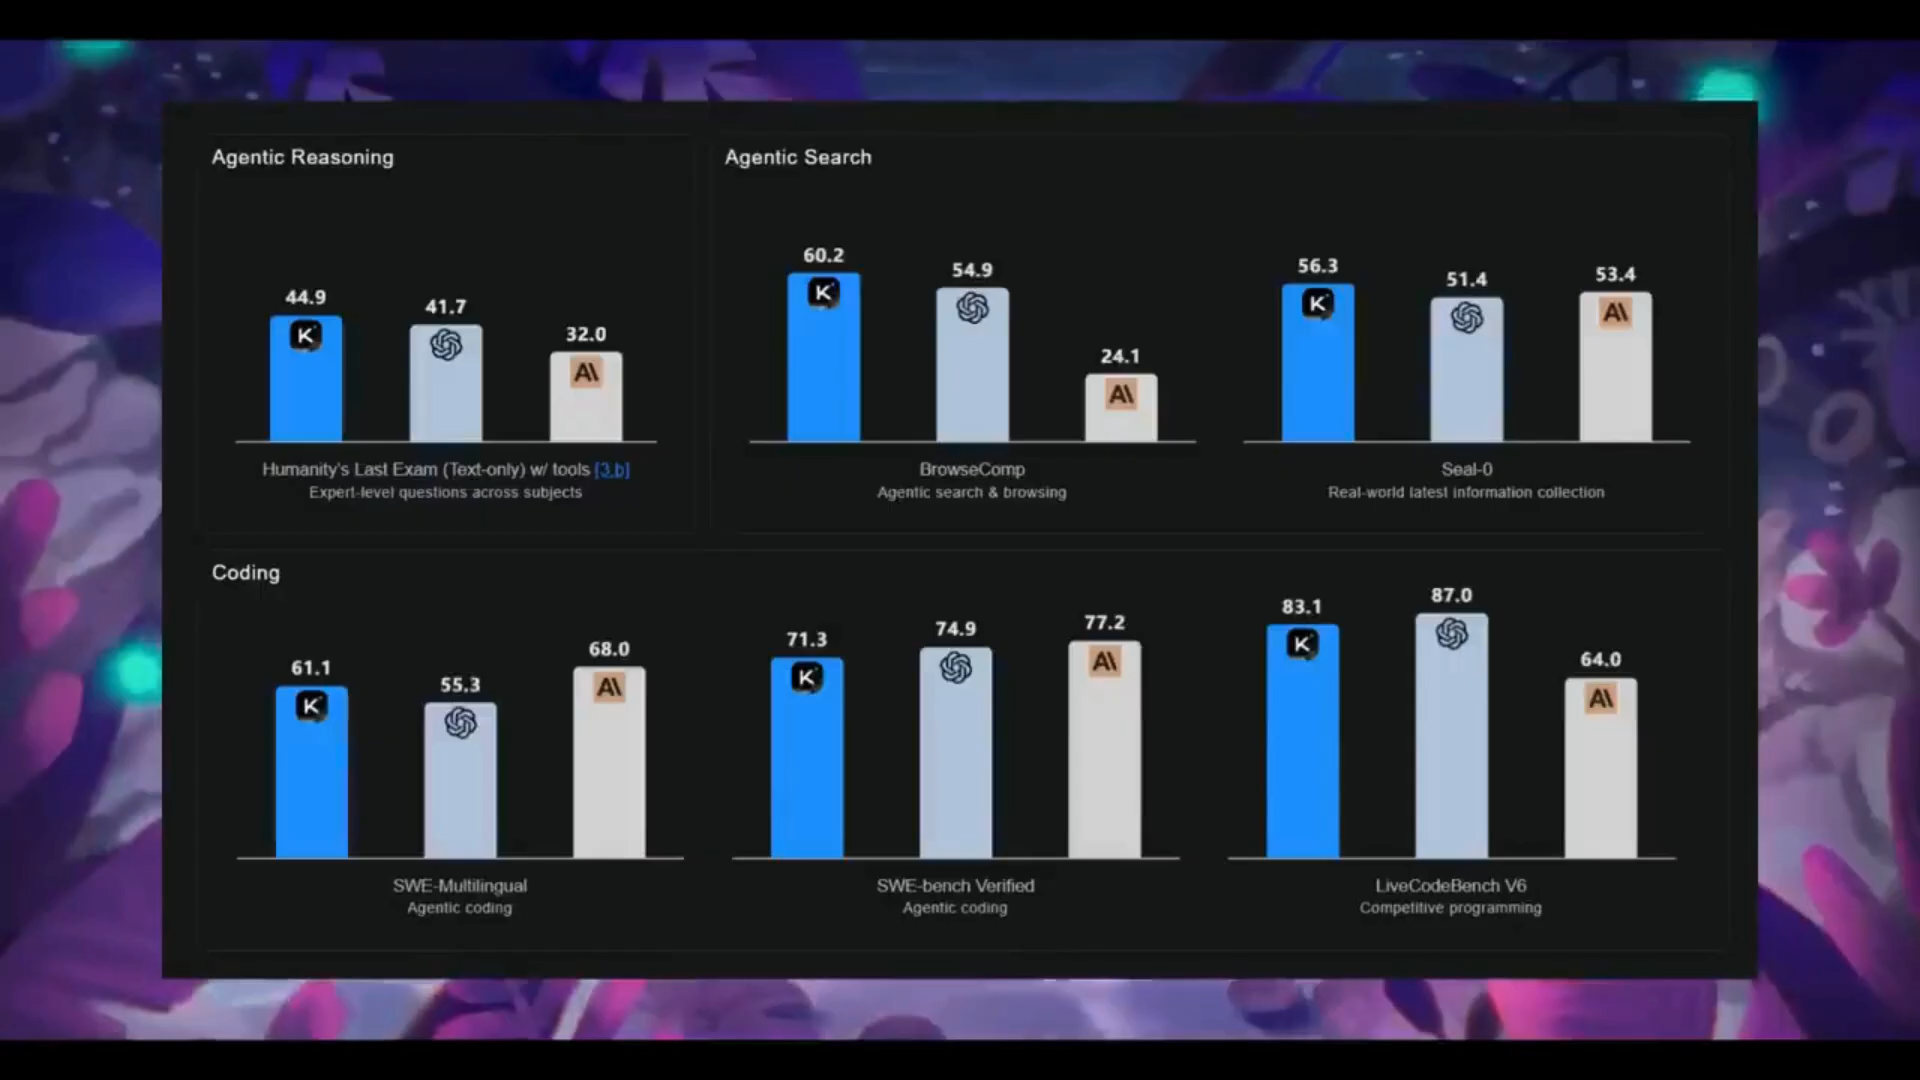 Agentic Reasoning
44.9
K
41.7
32.0
A\
Humanity's Last Exam (Text-only) w/ tools [3,b]
Expert-level questions across subjects
Agentic Search
60.2
K
54.9
24.1
A\
BrowseComp
Agentic search & browsing
56.3
K
51.4
53.4
A\
Seal-0
Real-world latest information collection
Coding
61.1
K
55.3
68.0
A\
SWE-Multilingual
Agentic coding
71.3
K
74.9
77.2
A\
SWE-bench Verified
Agentic coding
83.1
K
87.0
64.0
A\
LiveCodeBench V6
Competitive programming